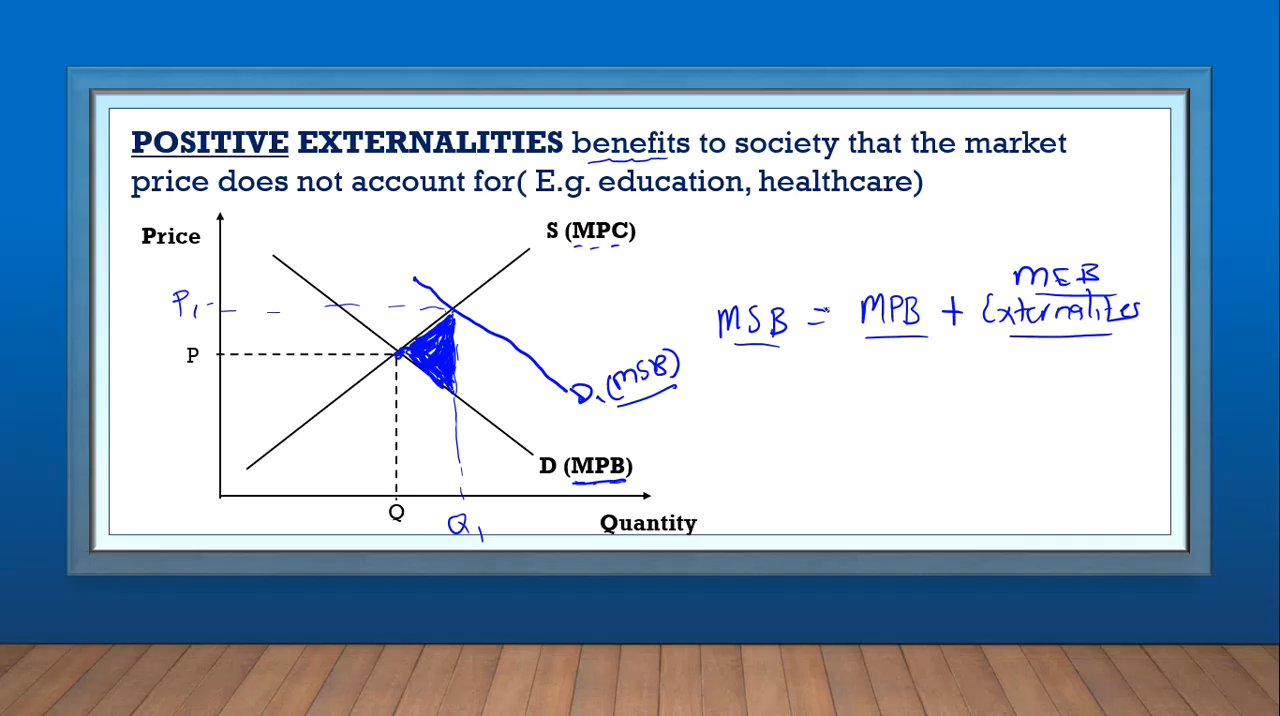 POSITIVE EXTERNALITIES benefits to society that the market
price does not account for( E.g. education, healthcare)
Price
S (MPC)
MEB
P₁
MSB = MPB + Externalites
P
D₁(MSB)
D (MPB)
Q
Q₁
Quantity